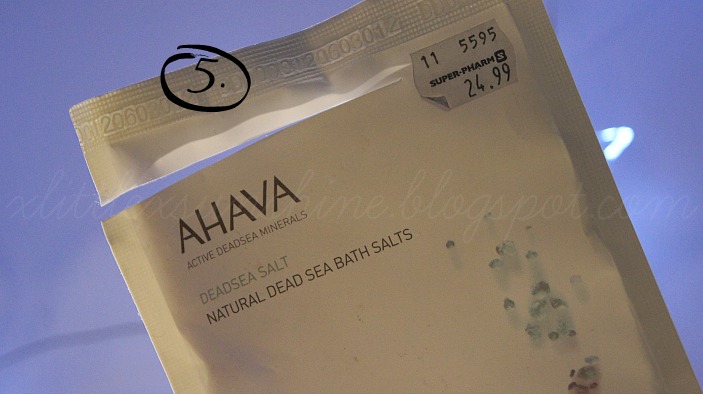 5.
11 5595
SUPER-PHARM S
24.99
AHAVA
ACTIVE DEADSEA MINERALS
DEADSEA SALT
NATURAL DEAD SEA BATH SALTS